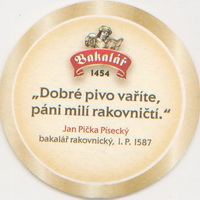 Bakalář
1454
„Dobré pivo vaříte,
páni milí rakovničtí.“
Jan Pička Písecký
bakalář rakovnický, l. P. 1587